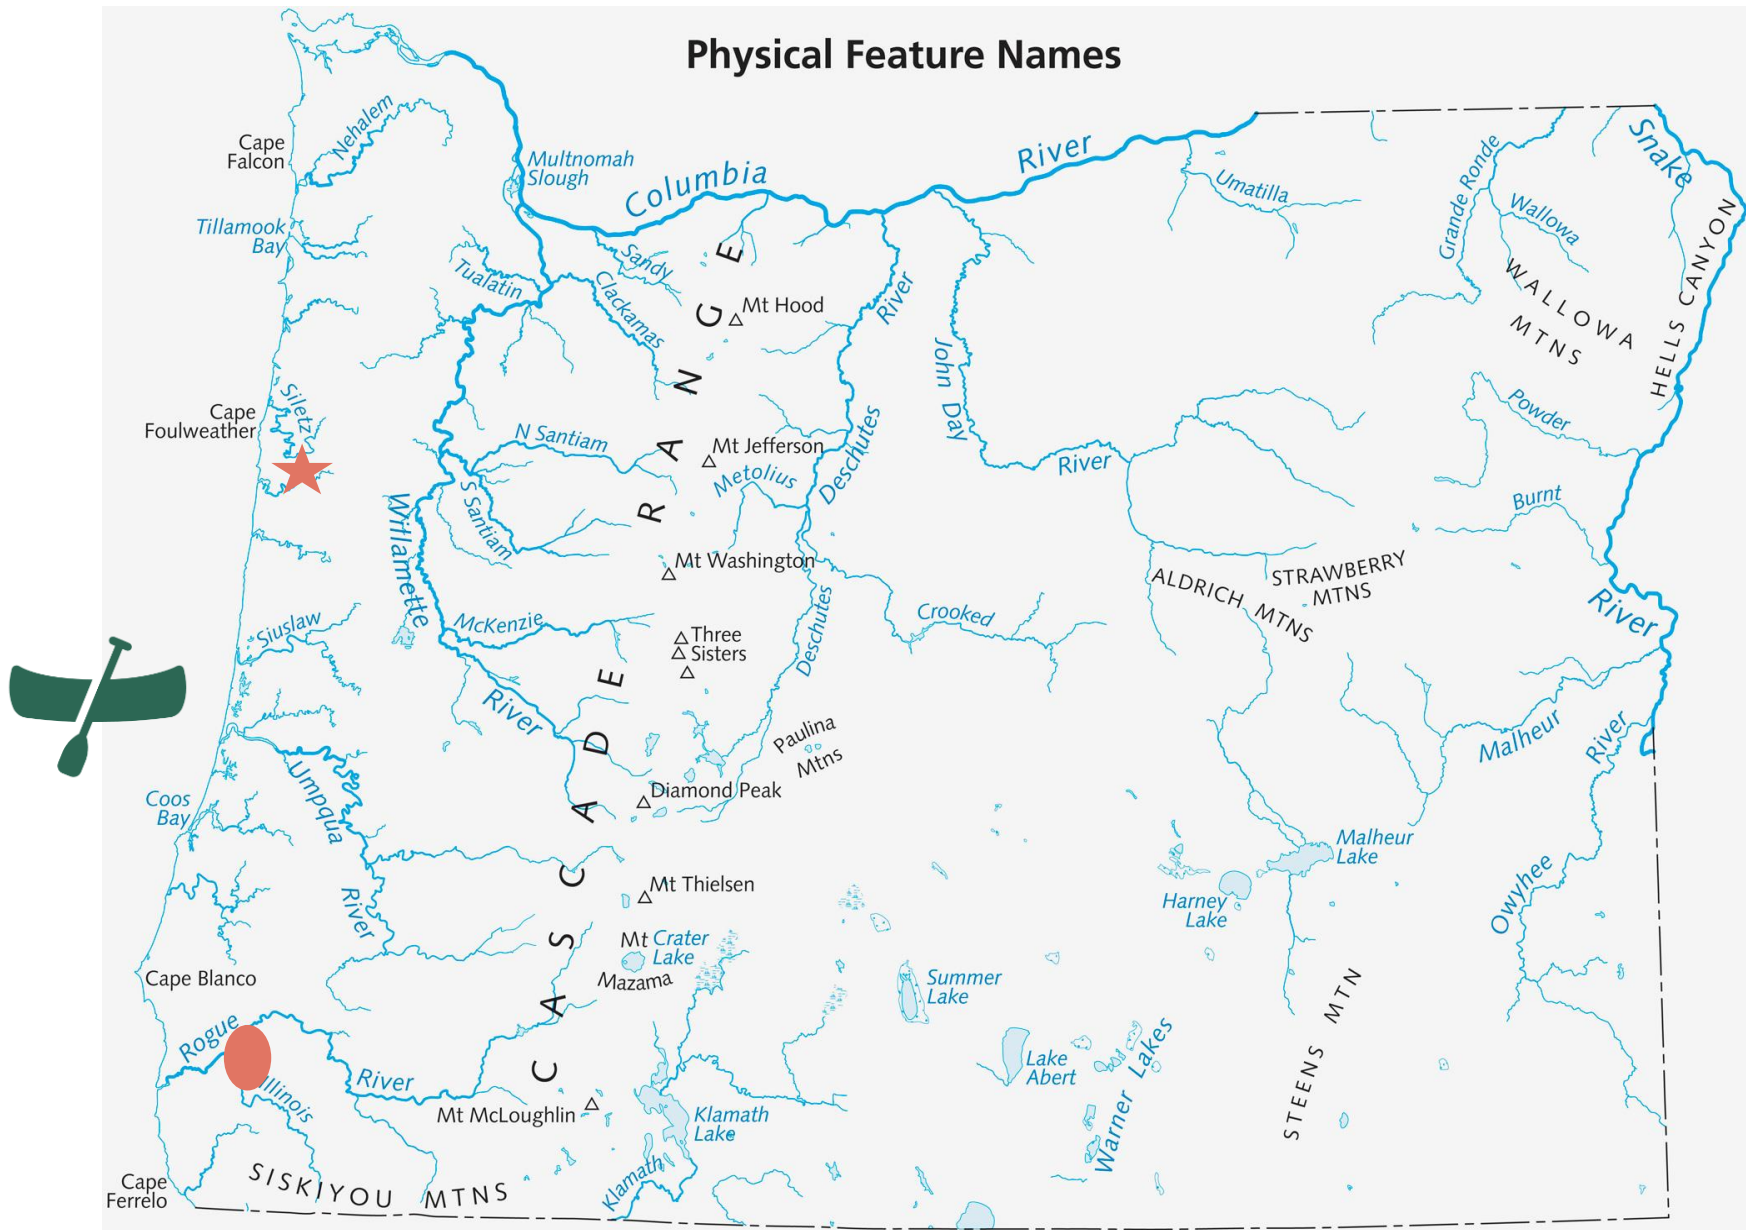 Physical Feature Names
Nehalem
Cape
Falcon
Multnomah
Slough
Columbia
River
Snake
Umatilla
Grande Ronde
Wallowa
Tillamook
Bay
Tualatin
Sandy
Clackamas
Mt Hood
River
John Day
River
WALLOWA
MTNS
HELLS CANYON
Siletz
Cape
Foulweather
N Santiam
S Santiam
Mt Jefferson
Metolius
Deschutes
Powder
Burnt
Willamette
Mt Washington
ALDRICH MTNS
STRAWBERRY
MTNS
River
Siuslaw
McKenzie
Three
Sisters
Deschutes
Crooked
River
Paulina
Mtns
Malheur
River
Umpqua
River
Diamond Peak
Coos
Bay
Malheur
Lake
Harney
Lake
Owyhee
Mt Thielsen
Mt
Mazama
Crater
Lake
CASCADE RANGE
Cape Blanco
Summer
Lake
Rogue
River
Illinois
Lake
Abert
Warner Lakes
STEENS MTN
Mt McLoughlin
Klamath
Lake
Klamath
Cape
Ferrelo
SISKIYOU MTNS